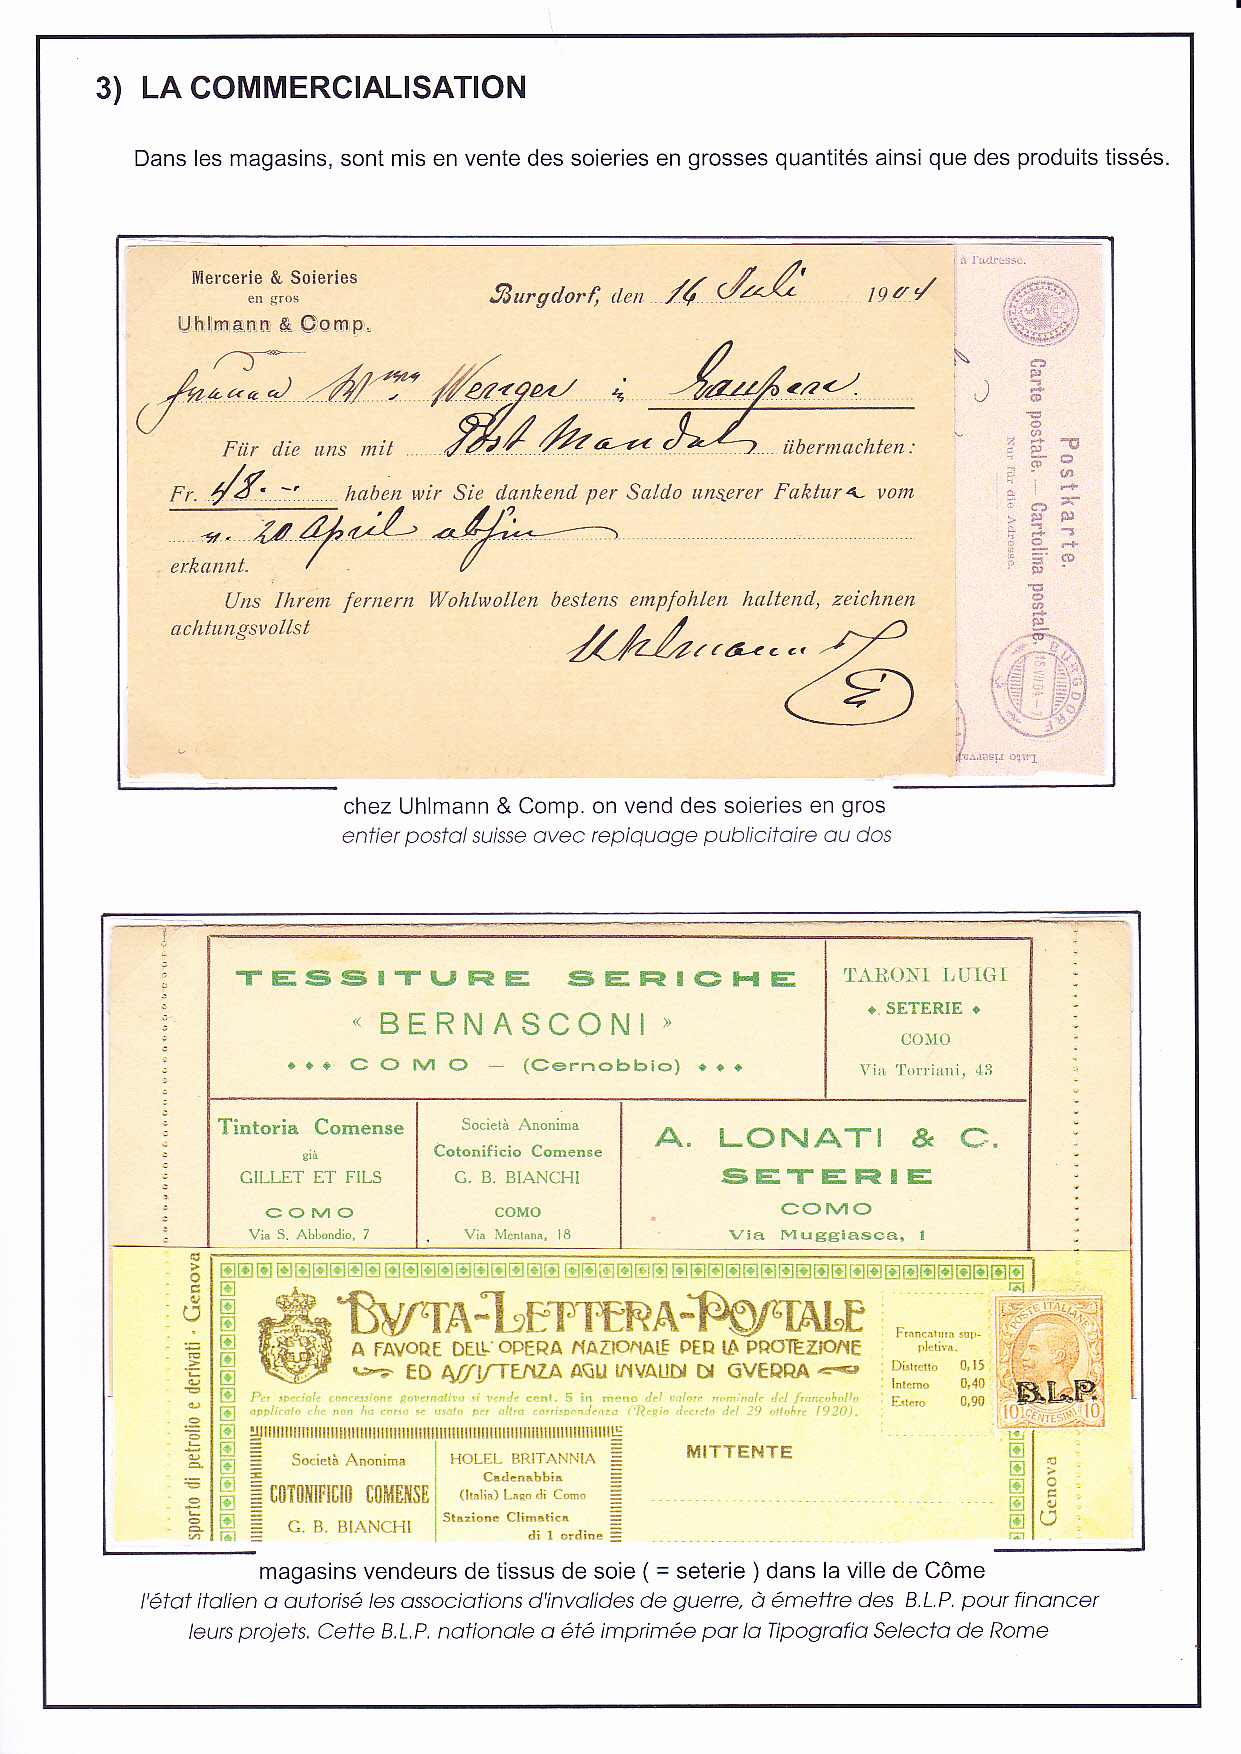 3) LA COMMERCIALISATION
Dans les magasins, sont mis en vente des soieries en grosses quantités ainsi que des produits tissés.
Mercerie & Soieries
en gros
Uhlmann & Comp.
Burgdorf, den 16 Juli 1904
Wwe Wenger in Laupen.
Für die uns mit Post Mandat übermachten:
Fr. 48.- haben wir Sie dankend per Saldo unserer Faktura vom
v. 20 April
erkannt.
Uns Ihrem fernern Wohlwollen bestens empfohlen haltend, zeichnen
achtungsvollst
Uhlmann
à l'adresse.
Postkarte.
Carte postale. — Cartolina postale.
Nur für die Adresse.
BURGDORF
16.VII.04
Lato riserva
chez Uhlmann & Comp. on vend des soieries en gros
entier postal suisse avec repiquage publicitaire au dos
TESSITURE SERICHE
« BERNASCONI »
COMO — (Cernobbio)
TARONI LUIGI
SETERIE
COMO
Via Torriani, 43
Tintoria Comense
già
GILLET ET FILS
COMO
Via S. Abbondio, 7
Società Anonima
Cotonificio Comense
G. B. BIANCHI
COMO
Via Mentana, 18
A. LONATI & C.
SETERIE
COMO
Via Muggiasca, 1
sporto di petrolio e derivati - Genova
BUSTA-LETTERA-POSTALE
A FAVORE DELL'OPERA NAZIONALE PER LA PROTEZIONE
ED ASSISTENZA AGLI INVALIDI DI GUERRA
Per speciale concessione governativa si vende cent. 5 in meno del valore nominale del francobollo
applicato che non ha corso se usato per altra corrispondenza (Regio decreto del 29 ottobre 1920).
Francatura sup-
pletiva.
Distretto 0,15
Interno 0,40
Estero 0,90
POSTE ITALIANE
B.L.P.
10 CENTESIMI 10
Società Anonima
COTONIFICIO COMENSE
G. B. BIANCHI
HOLEL BRITANNIA
Cadenabbia
(Italia) Lago di Como
Stazione Climatica
di 1 ordine
MITTENTE
- Genova
magasins vendeurs de tissus de soie ( = seterie ) dans la ville de Côme
l'état italien a autorisé les associations d'invalides de guerre, à émettre des B.L.P. pour financer
leurs projets. Cette B.L.P. nationale a été imprimée par la Tipografia Selecta de Rome